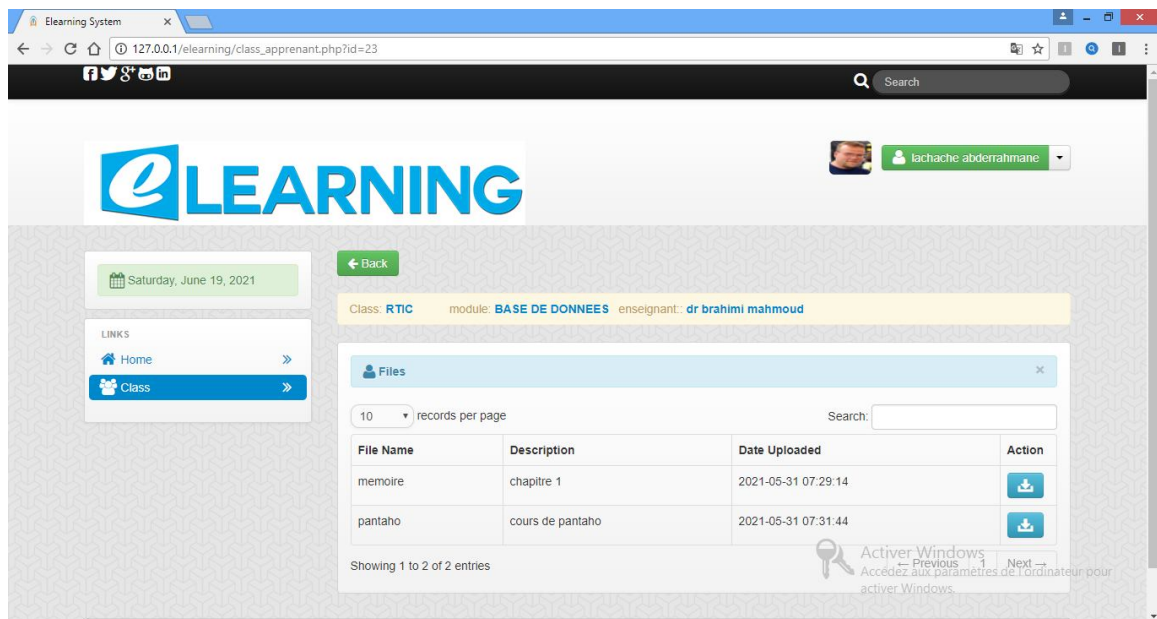 Elearning System
127.0.0.1/elearning/class_apprenant.php?id=23
Search
eLEARNING
lachache abderrahmane
Saturday, June 19, 2021
LINKS
Home
Class
Back
Class: RTIC module: BASE DE DONNEES enseignant:: dr brahimi mahmoud
Files
10 records per page Search:
File Name Description Date Uploaded Action
memoire chapitre 1 2021-05-31 07:29:14
pantaho cours de pantaho 2021-05-31 07:31:44
Showing 1 to 2 of 2 entries
← Previous 1 Next →
Activer Windows
Accédez aux paramètres de l'ordinateur pour
activer Windows.